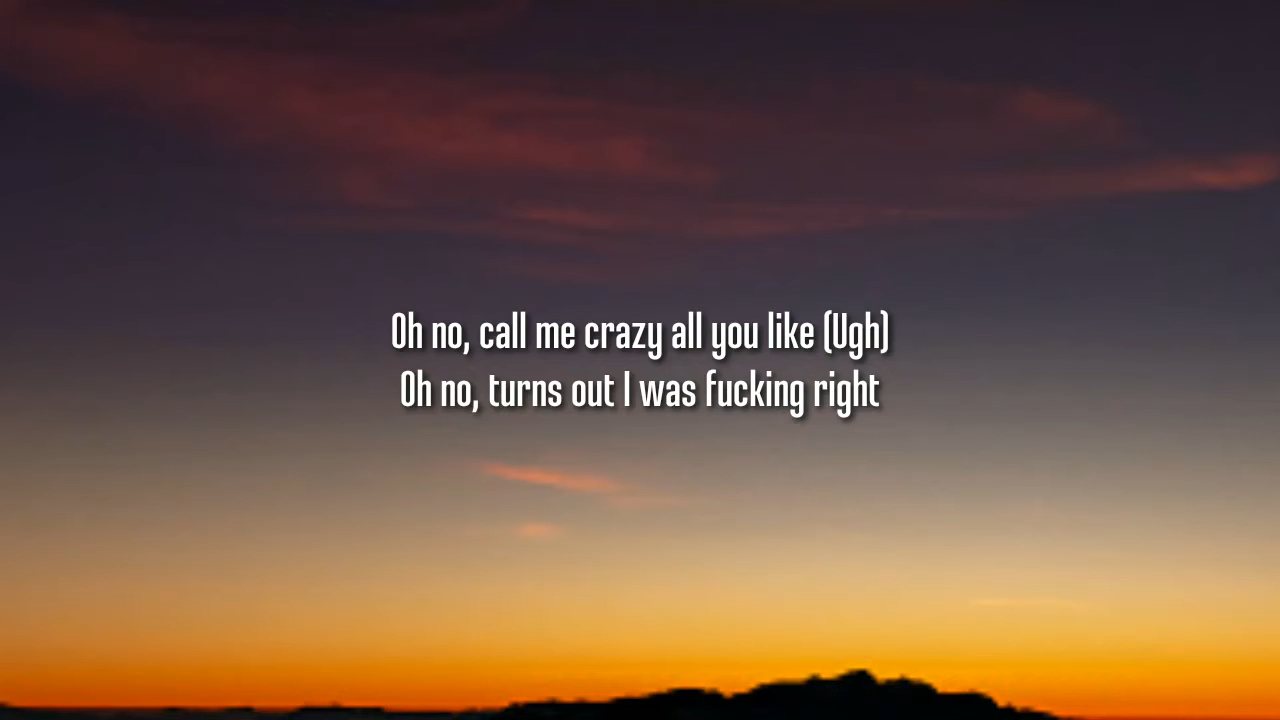 Oh no, call me crazy all you like (Ugh)
Oh no, turns out I was fucking right